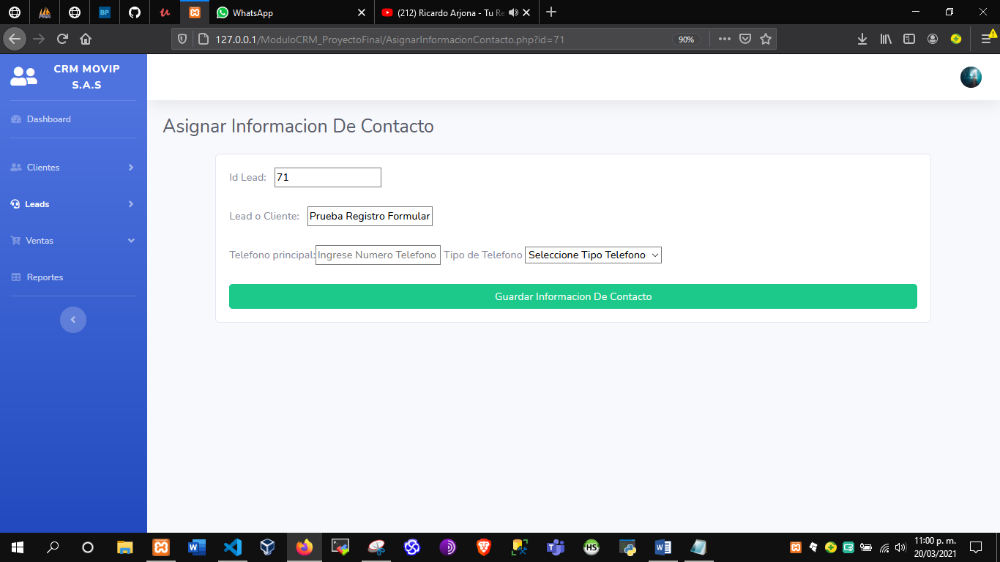 WhatsApp
(212) Ricardo Arjona - Tu Re
BP
127.0.0.1/ModuloCRM_ProyectoFinal/AsignarInformacionContacto.php?id=71
90%
CRM MOVIP
S.A.S
Dashboard
Clientes
Leads
Ventas
Reportes
Asignar Informacion De Contacto
Id Lead: 71
Lead o Cliente: Prueba Registro Formular
Telefono principal: Ingrese Numero Telefono Tipo de Telefono Seleccione Tipo Telefono
Guardar Informacion De Contacto
HS
11:00 p. m.
20/03/2021